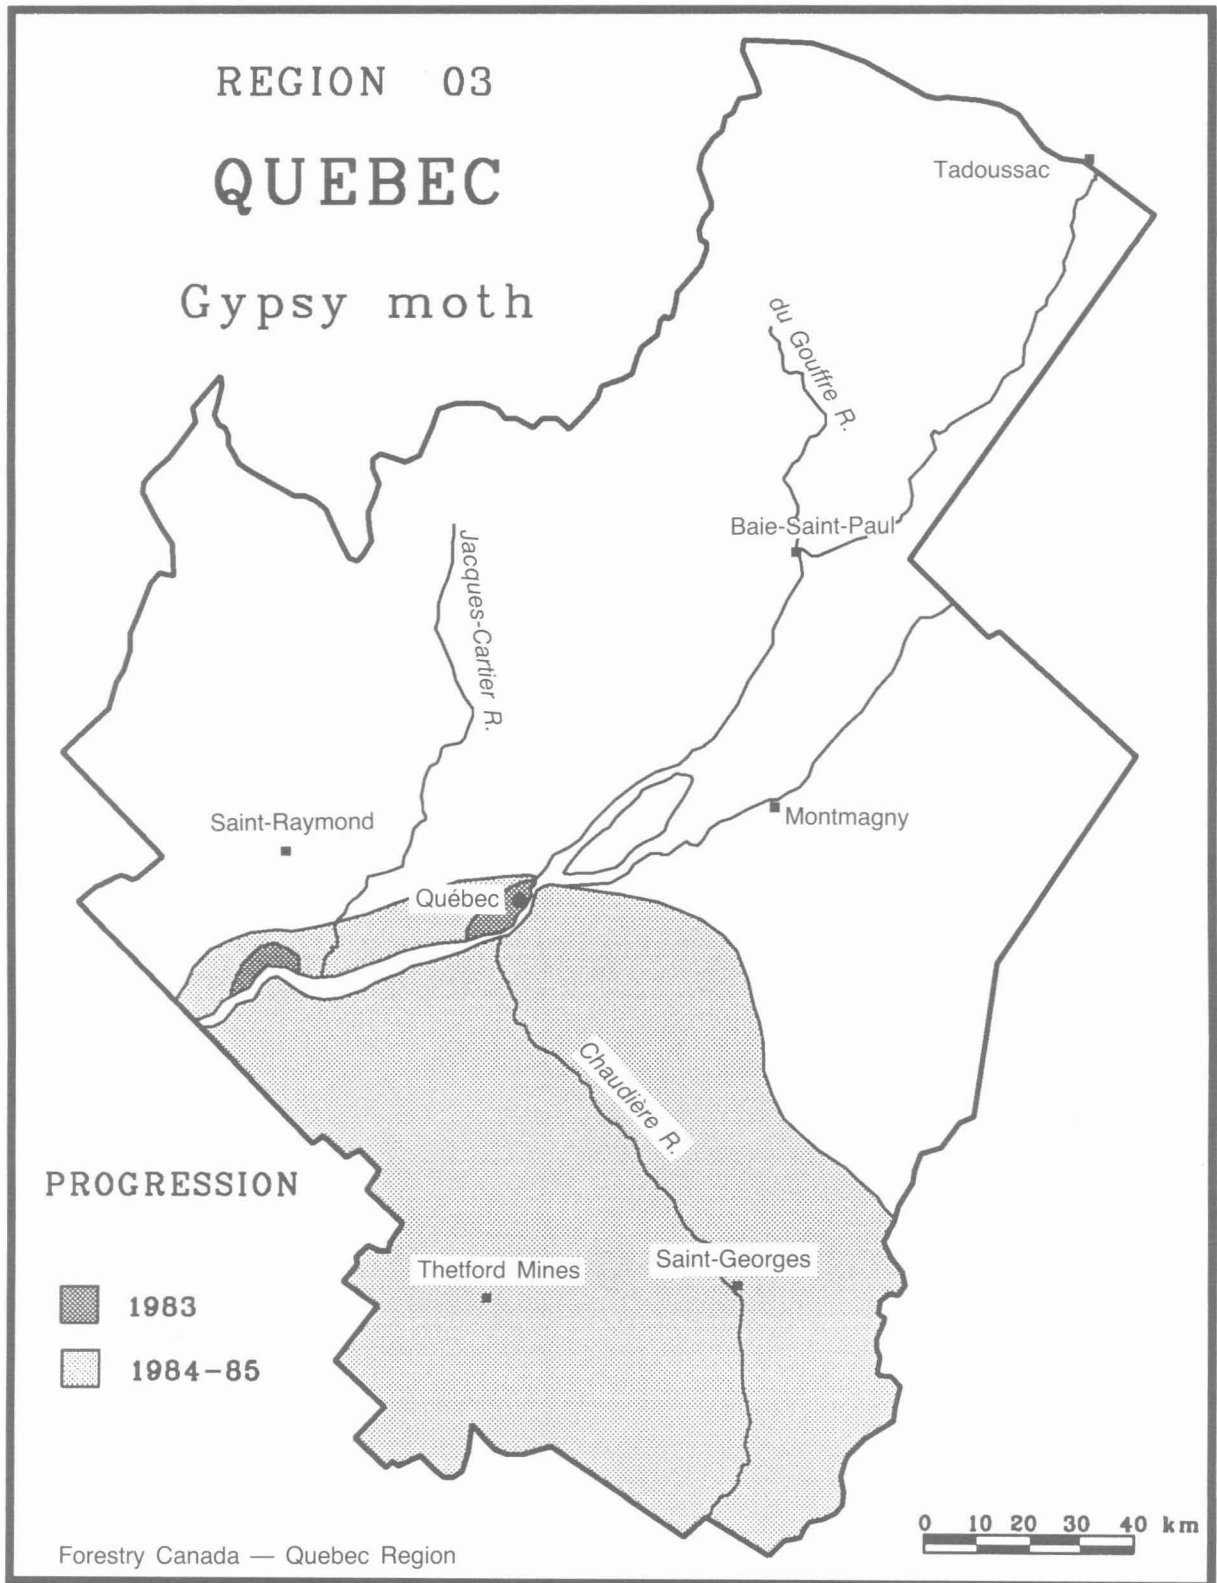 REGION 03
QUEBEC
Gypsy moth
Tadoussac
du Gouffre R.
Baie-Saint-Paul
Jacques-Cartier R.
Saint-Raymond
Montmagny
Québec
Chaudière R.
PROGRESSION
Thetford Mines
Saint-Georges
1983
1984-85
0 10 20 30 40 km
Forestry Canada — Quebec Region